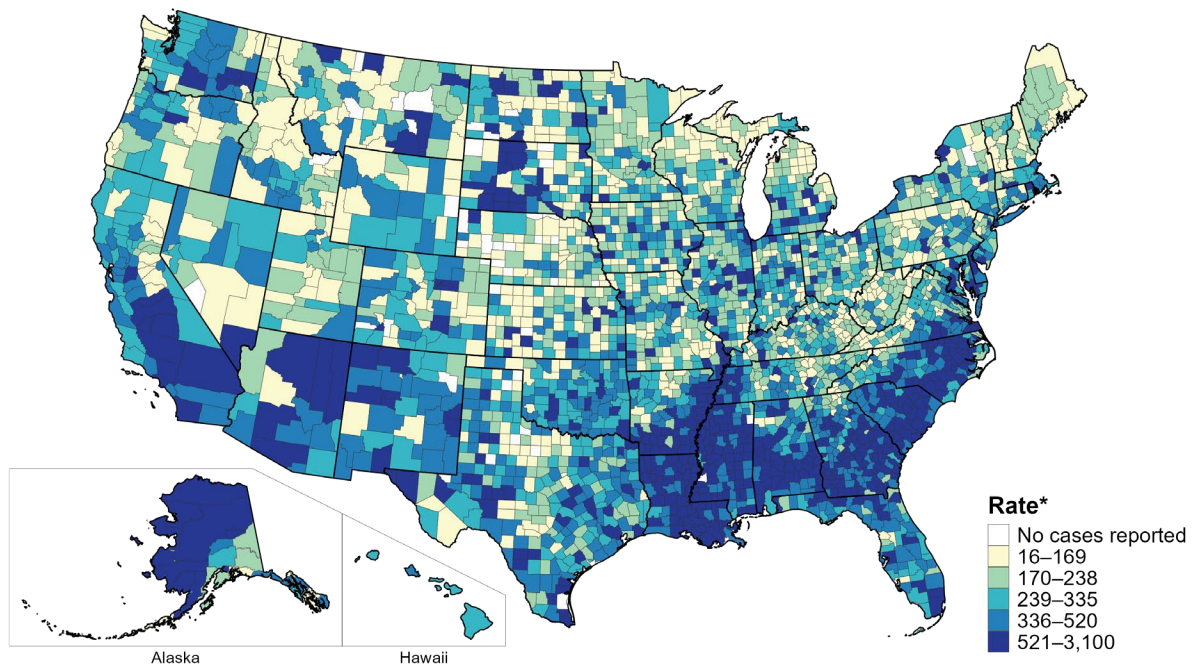 Rate*
No cases reported
16–169
170–238
239–335
336–520
521–3,100
Alaska
Hawaii